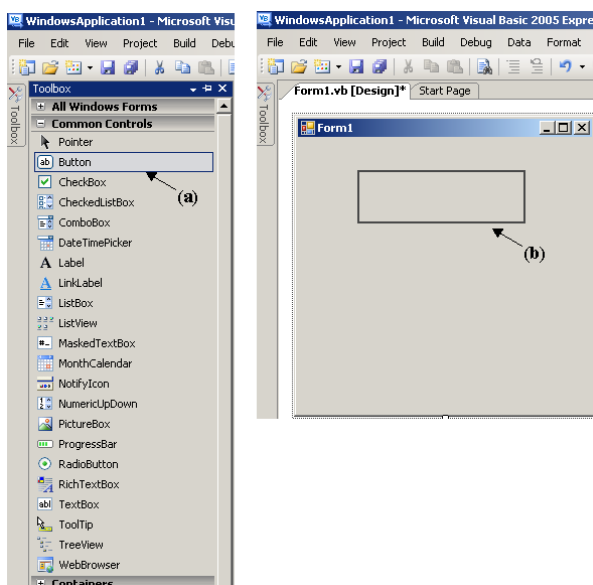 WindowsApplication1 - Microsoft Visu
File Edit View Project Build Debu
Toolbox
Toolbox
All Windows Forms
Common Controls
Pointer
Button
CheckBox
(a)
CheckedListBox
ComboBox
DateTimePicker
Label
LinkLabel
ListBox
ListView
MaskedTextBox
MonthCalendar
NotifyIcon
NumericUpDown
PictureBox
ProgressBar
RadioButton
RichTextBox
TextBox
ToolTip
TreeView
WebBrowser
Containers
WindowsApplication1 - Microsoft Visual Basic 2005 Expre
File Edit View Project Build Debug Data Format
Toolbox
Form1.vb [Design]* Start Page
Form1
(b)